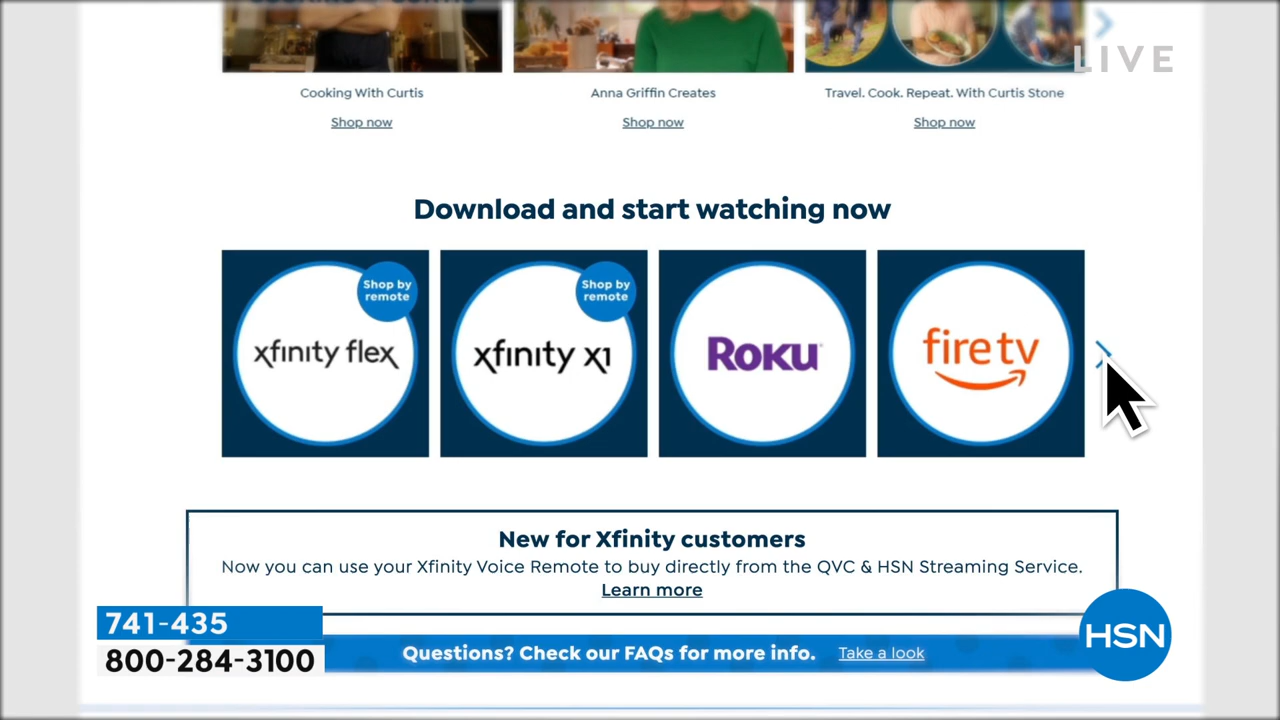 LIVE
Cooking With Curtis
Anna Griffin Creates
Travel. Cook. Repeat. With Curtis Stone
Shop now
Shop now
Shop now
Download and start watching now
Shop by
remote
xfinity flex
Shop by
remote
xfinity x1
ROKU
fire tv
New for Xfinity customers
Now you can use your Xfinity Voice Remote to buy directly from the QVC & HSN Streaming Service.
Learn more
741-435
800-284-3100
Questions? Check our FAQs for more info. Take a look
HSN